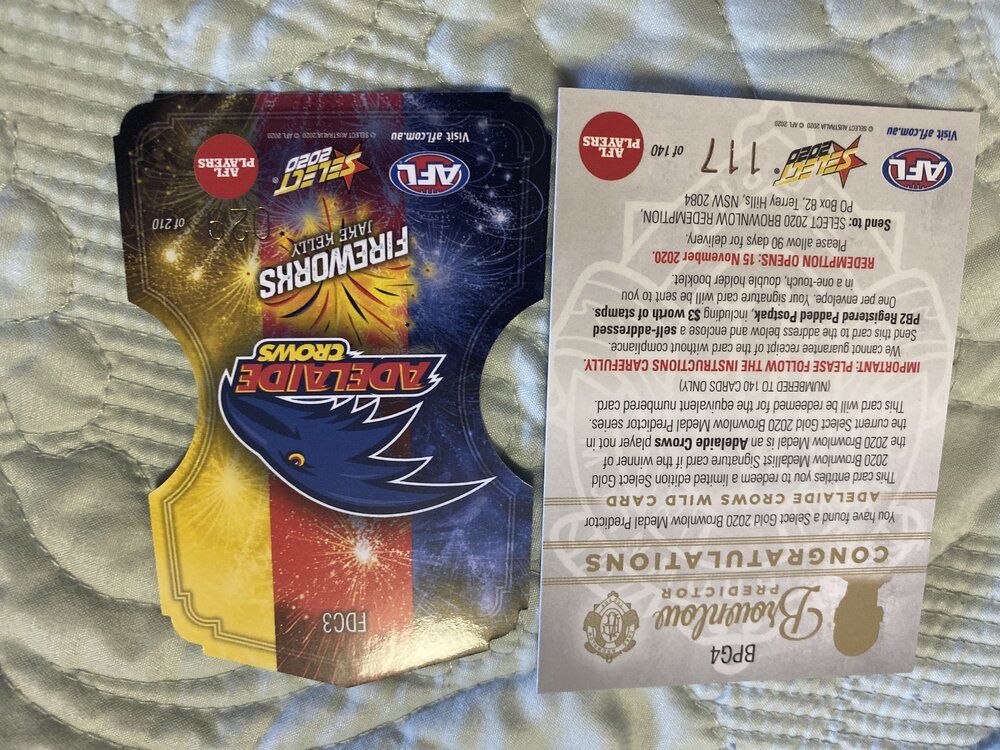 BPG4
Brownlow
PREDICTOR
CONGRATULATIONS
You have found a Select Gold 2020 Brownlow Medal Predictor
ADELAIDE CROWS WILD CARD
This card entitles you to redeem a limited edition Select Gold
2020 Brownlow Medallist Signature card if the winner of
the 2020 Brownlow Medal is an Adelaide Crows player not in
the current 2020 Select Gold Brownlow Medal Predictor series.
This card will be redeemed for the equivalent numbered card.
(NUMBERED TO 140 CARDS ONLY)
IMPORTANT: PLEASE FOLLOW THE INSTRUCTIONS CAREFULLY.
We cannot guarantee receipt of the card without compliance.
Send this card to the address below and enclose a self-addressed
PB2 Registered Padded Postpak, including $3 worth of stamps.
One per envelope. Your signature card will be sent to you
in a one-touch, double holder booklet.
REDEMPTION OPENS: 15 November 2020.
Please allow 90 days for delivery.
Send to: SELECT 2020 BROWNLOW REDEMPTION,
PO Box 82, Terrey Hills, NSW 2084
AFL
SELECT
2020
117 of 140
AFL
PLAYERS
Visit afl.com.au
© SELECT AUSTRALIA 2020 © AFL 2020
FDC3
ADELAIDE
CROWS
FIREWORKS
JAKE KELLY
of 210
AFL
SELECT
2020
AFL
PLAYERS
Visit afl.com.au
© SELECT AUSTRALIA 2020 © AFL 2020